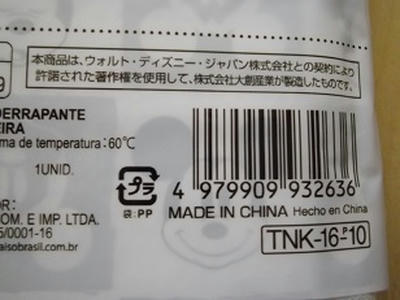 本商品は、ウォルト・ディズニー・ジャパン株式会社との契約により
許諾された著作権を使用して、株式会社大創産業が製造したものです。
DERRAPANTE
EIRA
ma de temperatura:60℃
1UNID.
OR:
OM. E IMP. LTDA.
5/0001-16
aisobrasil.com.br
プラ
袋:PP
4 979909 932636
MADE IN CHINA Hecho en China
TNK-16-P-10